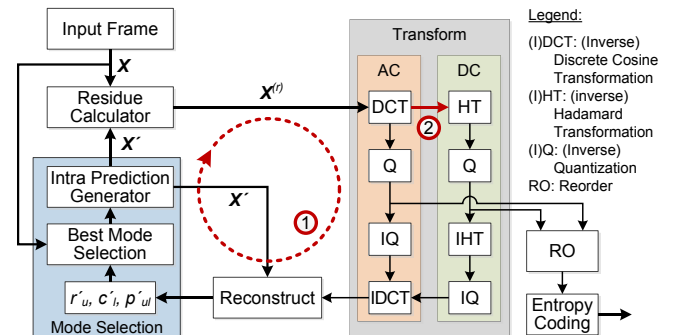 Input Frame
X
Residue
Calculator
X´
Intra Prediction
Generator
X´
Best Mode
Selection
r´u, c´l, p´ul
Mode Selection
Reconstruct
X(r)
1
2
Transform
AC
DC
DCT
HT
Q
Q
IQ
IHT
IDCT
IQ
RO
Entropy
Coding
Legend:
(I)DCT: (Inverse)
Discrete Cosine
Transformation
(I)HT: (inverse)
Hadamard
Transformation
(I)Q: (Inverse)
Quantization
RO: Reorder